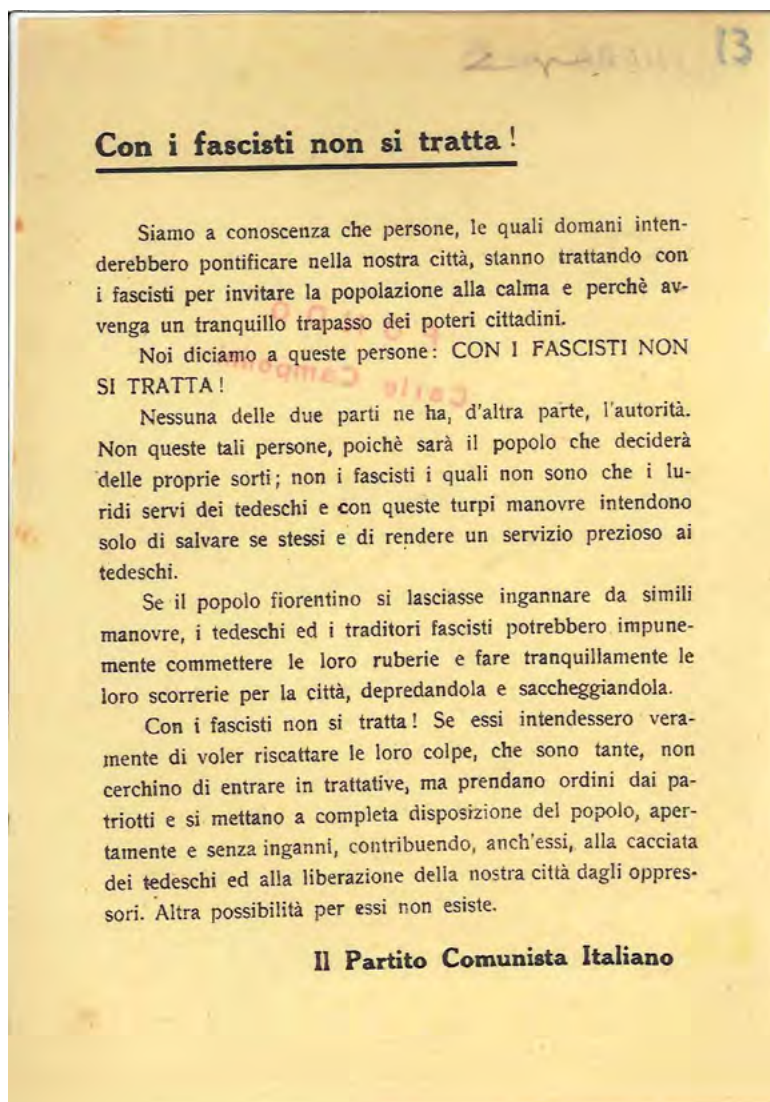 13
Con i fascisti non si tratta!
Siamo a conoscenza che persone, le quali domani inten-
derebbero pontificare nella nostra città, stanno trattando con
i fascisti per invitare la popolazione alla calma e perchè av-
venga un tranquillo trapasso dei poteri cittadini.
Noi diciamo a queste persone: CON I FASCISTI NON
SI TRATTA!
Nessuna delle due parti ne ha, d'altra parte, l'autorità.
Non queste tali persone, poichè sarà il popolo che deciderà
delle proprie sorti; non i fascisti i quali non sono che i lu-
ridi servi dei tedeschi e con queste turpi manovre intendono
solo di salvare se stessi e di rendere un servizio prezioso ai
tedeschi.
Se il popolo fiorentino si lasciasse ingannare da simili
manovre, i tedeschi ed i traditori fascisti potrebbero impune-
mente commettere le loro ruberie e fare tranquillamente le
loro scorrerie per la città, depredandola e saccheggiandola.
Con i fascisti non si tratta! Se essi intendessero vera-
mente di voler riscattare le loro colpe, che sono tante, non
cerchino di entrare in trattative, ma prendano ordini dai pa-
triotti e si mettano a completa disposizione del popolo, aper-
tamente e senza inganni, contribuendo, anch'essi, alla cacciata
dei tedeschi ed alla liberazione della nostra città dagli oppres-
sori. Altra possibilità per essi non esiste.
Il Partito Comunista Italiano